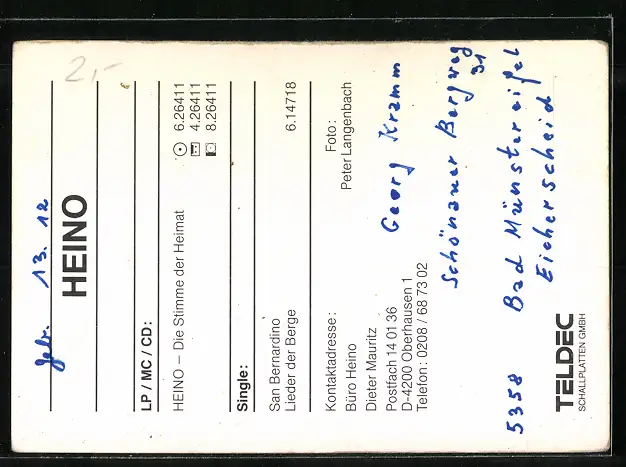 2,-
gebr. 13.12
HEINO
LP / MC / CD:
HEINO – Die Stimme der Heimat
6.26411
4.26411
8.26411
Single:
San Bernardino
Lieder der Berge 6.14718
Kontaktadresse:
Büro Heino
Dieter Mauritz
Postfach 14 01 36
D-4200 Oberhausen 1
Telefon: 0208 / 68 73 02
Foto:
Peter Langenbach
Georg Kramm
Schönauer Bergweg
31
5358 Bad Münstereifel
Eicherscheid
TELDEC
SCHALLPLATTEN GMBH